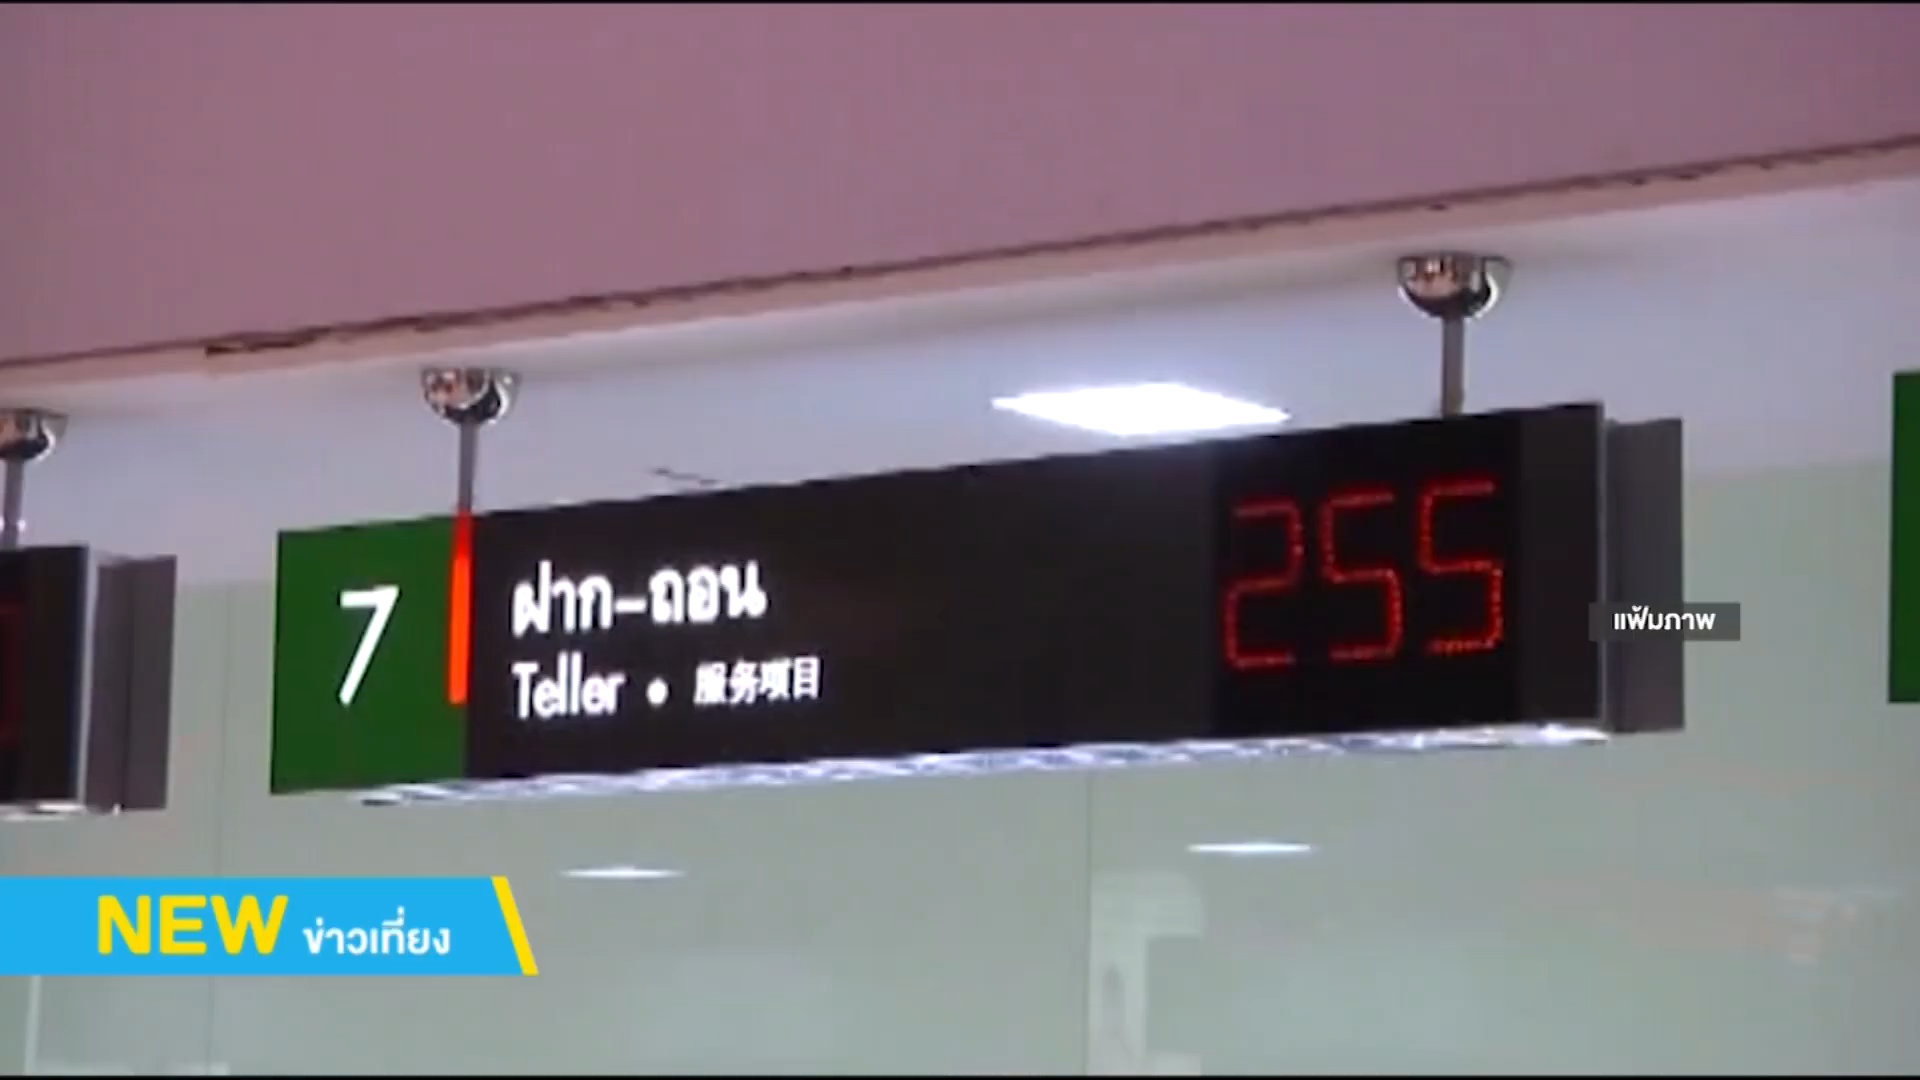 7
ฝาก-ถอน
Teller • 服务项目
255
แฟ้มภาพ
NEW ข่าวเที่ยง